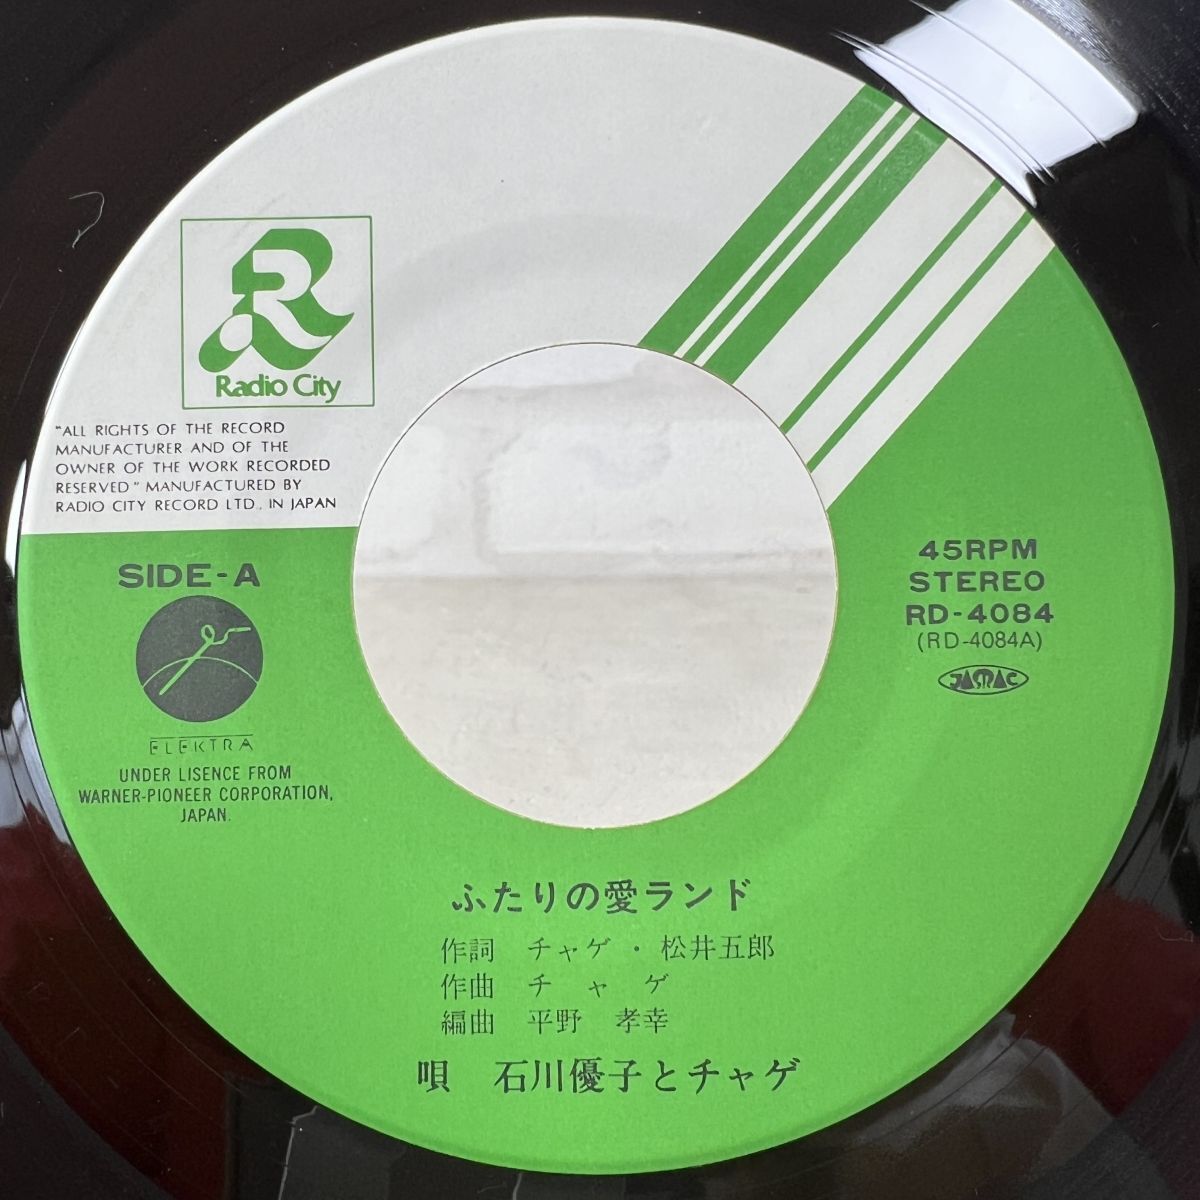 Radio City
"ALL RIGHTS OF THE RECORD
MANUFACTURER AND OF THE
OWNER OF THE WORK RECORDED
RESERVED" MANUFACTURED BY
RADIO CITY RECORD LTD., IN JAPAN
SIDE-A
ELEKTRA
UNDER LISENCE FROM
WARNER-PIONEER CORPORATION,
JAPAN.
45RPM
STEREO
RD-4084
(RD-4084A)
JASRAC
ふたりの愛ランド
作詞 チャゲ・松井五郎
作曲 チャゲ
編曲 平野 孝幸
唄 石川優子とチャゲ